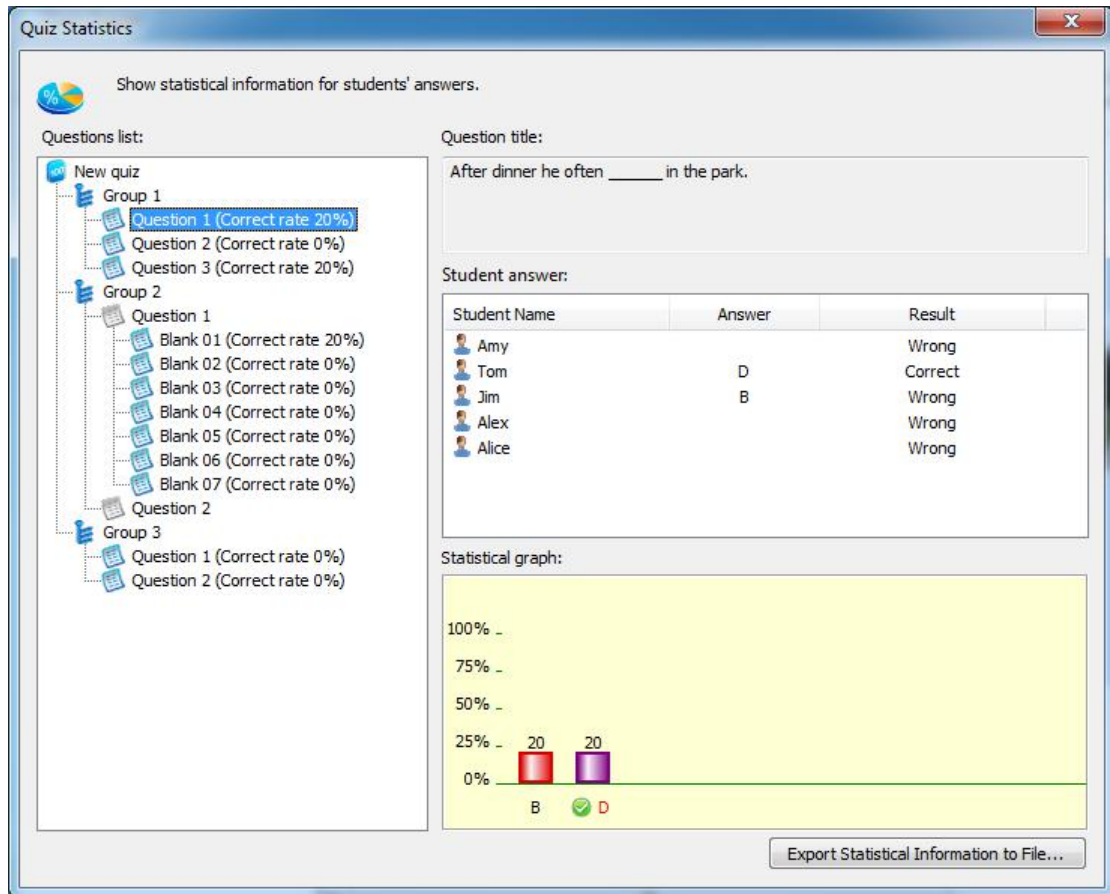 Quiz Statistics
Show statistical information for students' answers.
Questions list:
New quiz
Group 1
Question 1 (Correct rate 20%)
Question 2 (Correct rate 0%)
Question 3 (Correct rate 20%)
Group 2
Question 1
Blank 01 (Correct rate 20%)
Blank 02 (Correct rate 0%)
Blank 03 (Correct rate 0%)
Blank 04 (Correct rate 0%)
Blank 05 (Correct rate 0%)
Blank 06 (Correct rate 0%)
Blank 07 (Correct rate 0%)
Question 2
Group 3
Question 1 (Correct rate 0%)
Question 2 (Correct rate 0%)
Question title:
After dinner he often ______ in the park.
Student answer:
Student Name Answer Result
Amy Wrong
Tom D Correct
Jim B Wrong
Alex Wrong
Alice Wrong
Statistical graph:
100%
75%
50%
25% 20 20
0%
B D
Export Statistical Information to File...